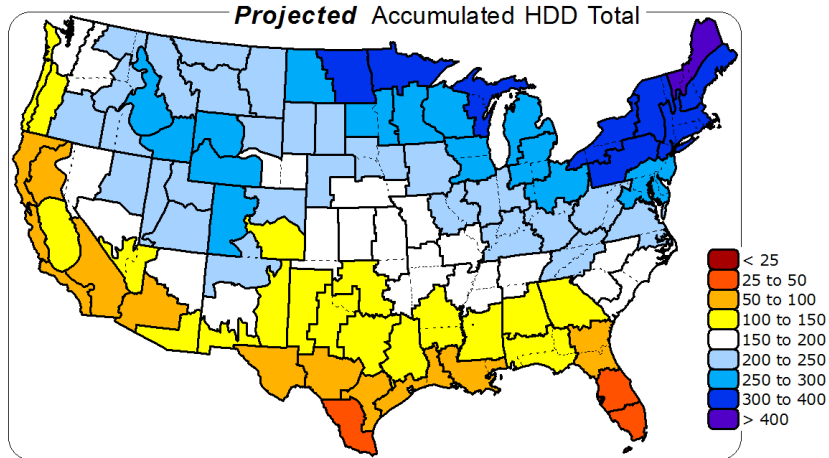 Projected Accumulated HDD Total
< 25
25 to 50
50 to 100
100 to 150
150 to 200
200 to 250
250 to 300
300 to 400
> 400